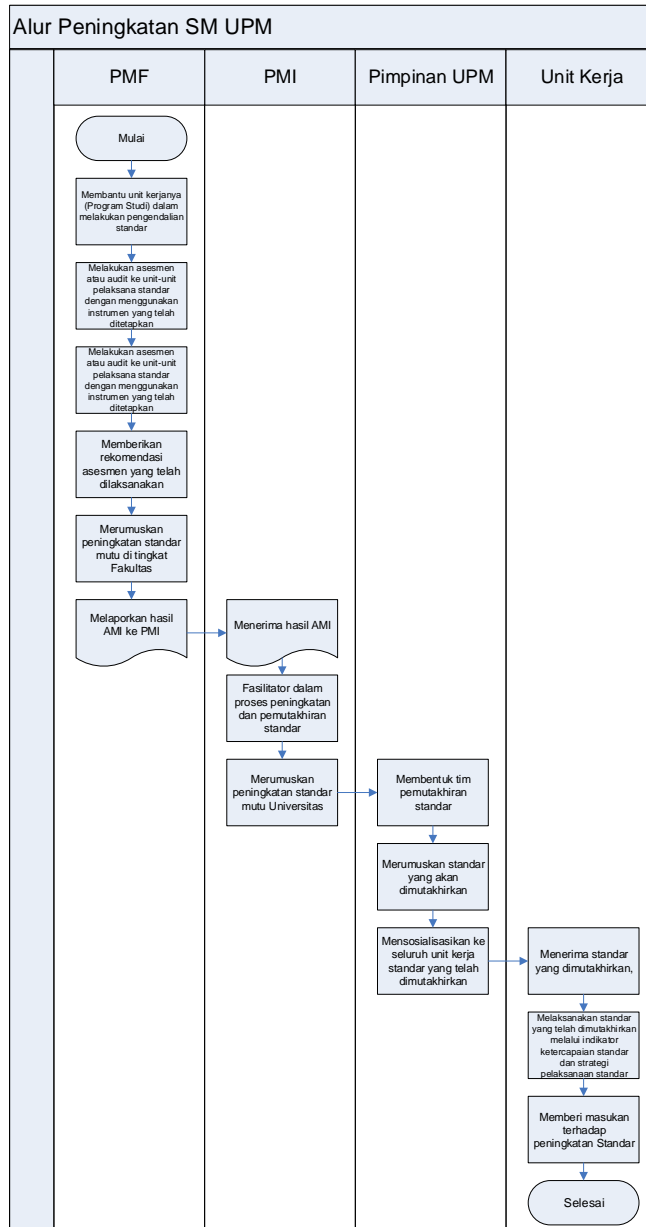 Alur Peningkatan SM UPM
PMF
PMI
Pimpinan UPM
Unit Kerja
Mulai
Membantu unit kerjanya
(Program Studi) dalam
melakukan pengendalian
standar
Melakukan asesmen
atau audit ke unit-unit
pelaksana standar
dengan menggunakan
instrumen yang telah
ditetapkan
Melakukan asesmen
atau audit ke unit-unit
pelaksana standar
dengan menggunakan
instrumen yang telah
ditetapkan
Memberikan
rekomendasi
asesmen yang telah
dilaksanakan
Merumuskan
peningkatan standar
mutu di tingkat
Fakultas
Melaporkan hasil
AMI ke PMI
Menerima hasil AMI
Fasilitator dalam
proses peningkatan
dan pemutakhiran
standar
Merumuskan
peningkatan standar
mutu Universitas
Membentuk tim
pemutakhiran
standar
Merumuskan standar
yang akan
dimutakhirkan
Mensosialisasikan ke
seluruh unit kerja
standar yang telah
dimutakhirkan
Menerima standar
yang dimutakhirkan,
Melaksanakan standar
yang telah dimutakhirkan
melalui indikator
ketercapaian standar
dan strategi
pelaksanaan standar
Memberi masukan
terhadap
peningkatan Standar
Selesai